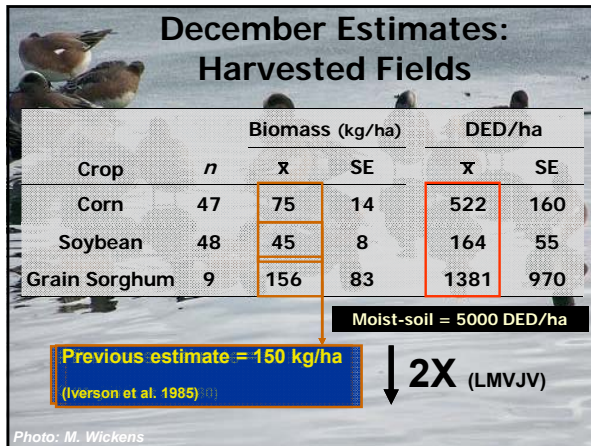 December Estimates:
Harvested Fields
Biomass (kg/ha) DED/ha
Crop n x̄ SE x̄ SE
Corn 47 75 14 522 160
Soybean 48 45 8 164 55
Grain Sorghum 9 156 83 1381 970
Moist-soil = 5000 DED/ha
Previous estimate = 150 kg/ha
(Iverson et al. 1985)
2X (LMVJV)
Photo: M. Wickens